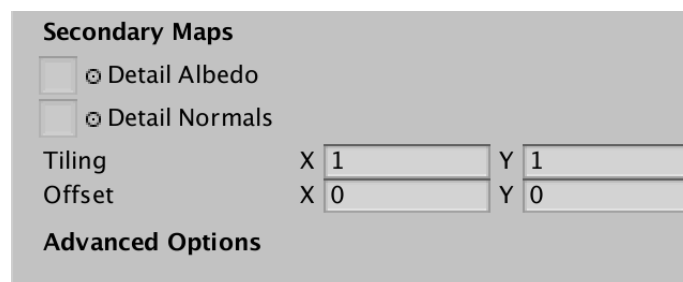 Secondary Maps
Detail Albedo
Detail Normals
Tiling X 1 Y 1
Offset X 0 Y 0
Advanced Options